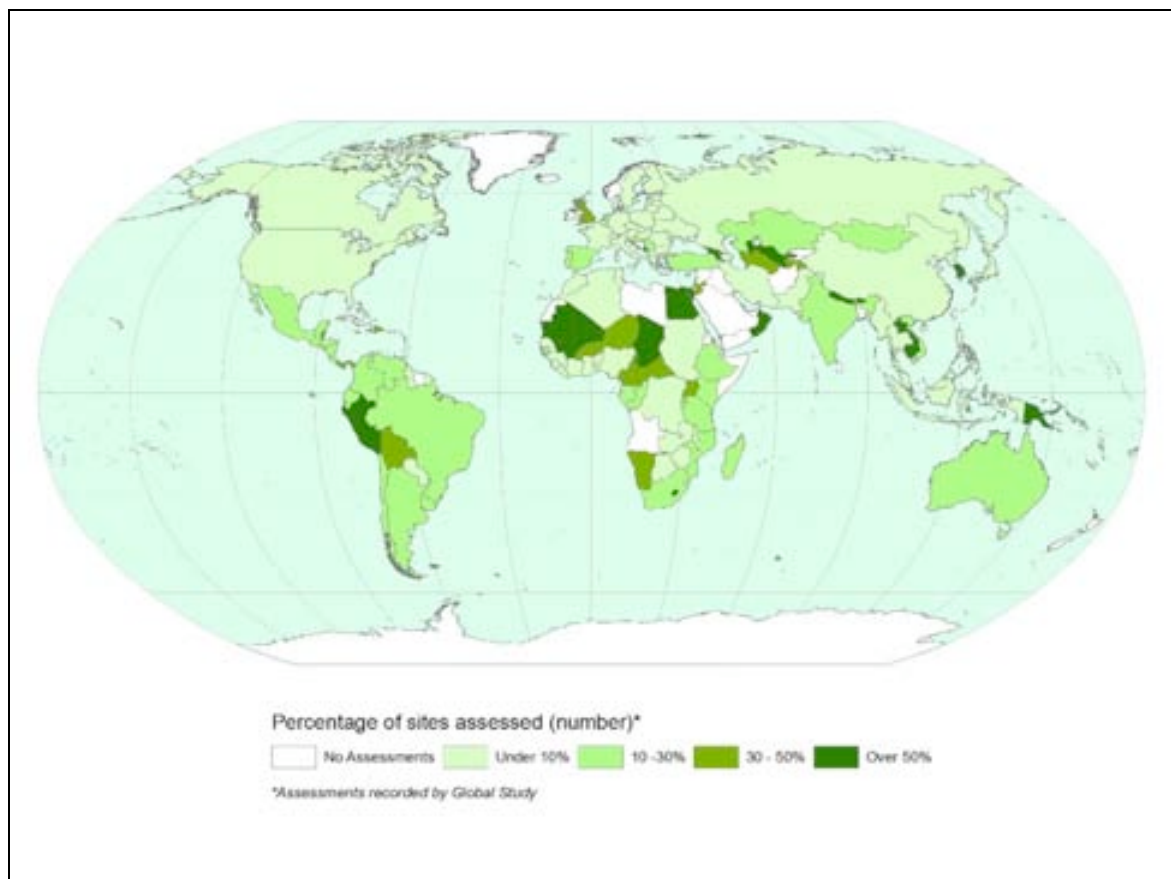 Percentage of sites assessed (number)*
No Assessments Under 10% 10 -30% 30 - 50% Over 50%
*Assessments recorded by Global Study